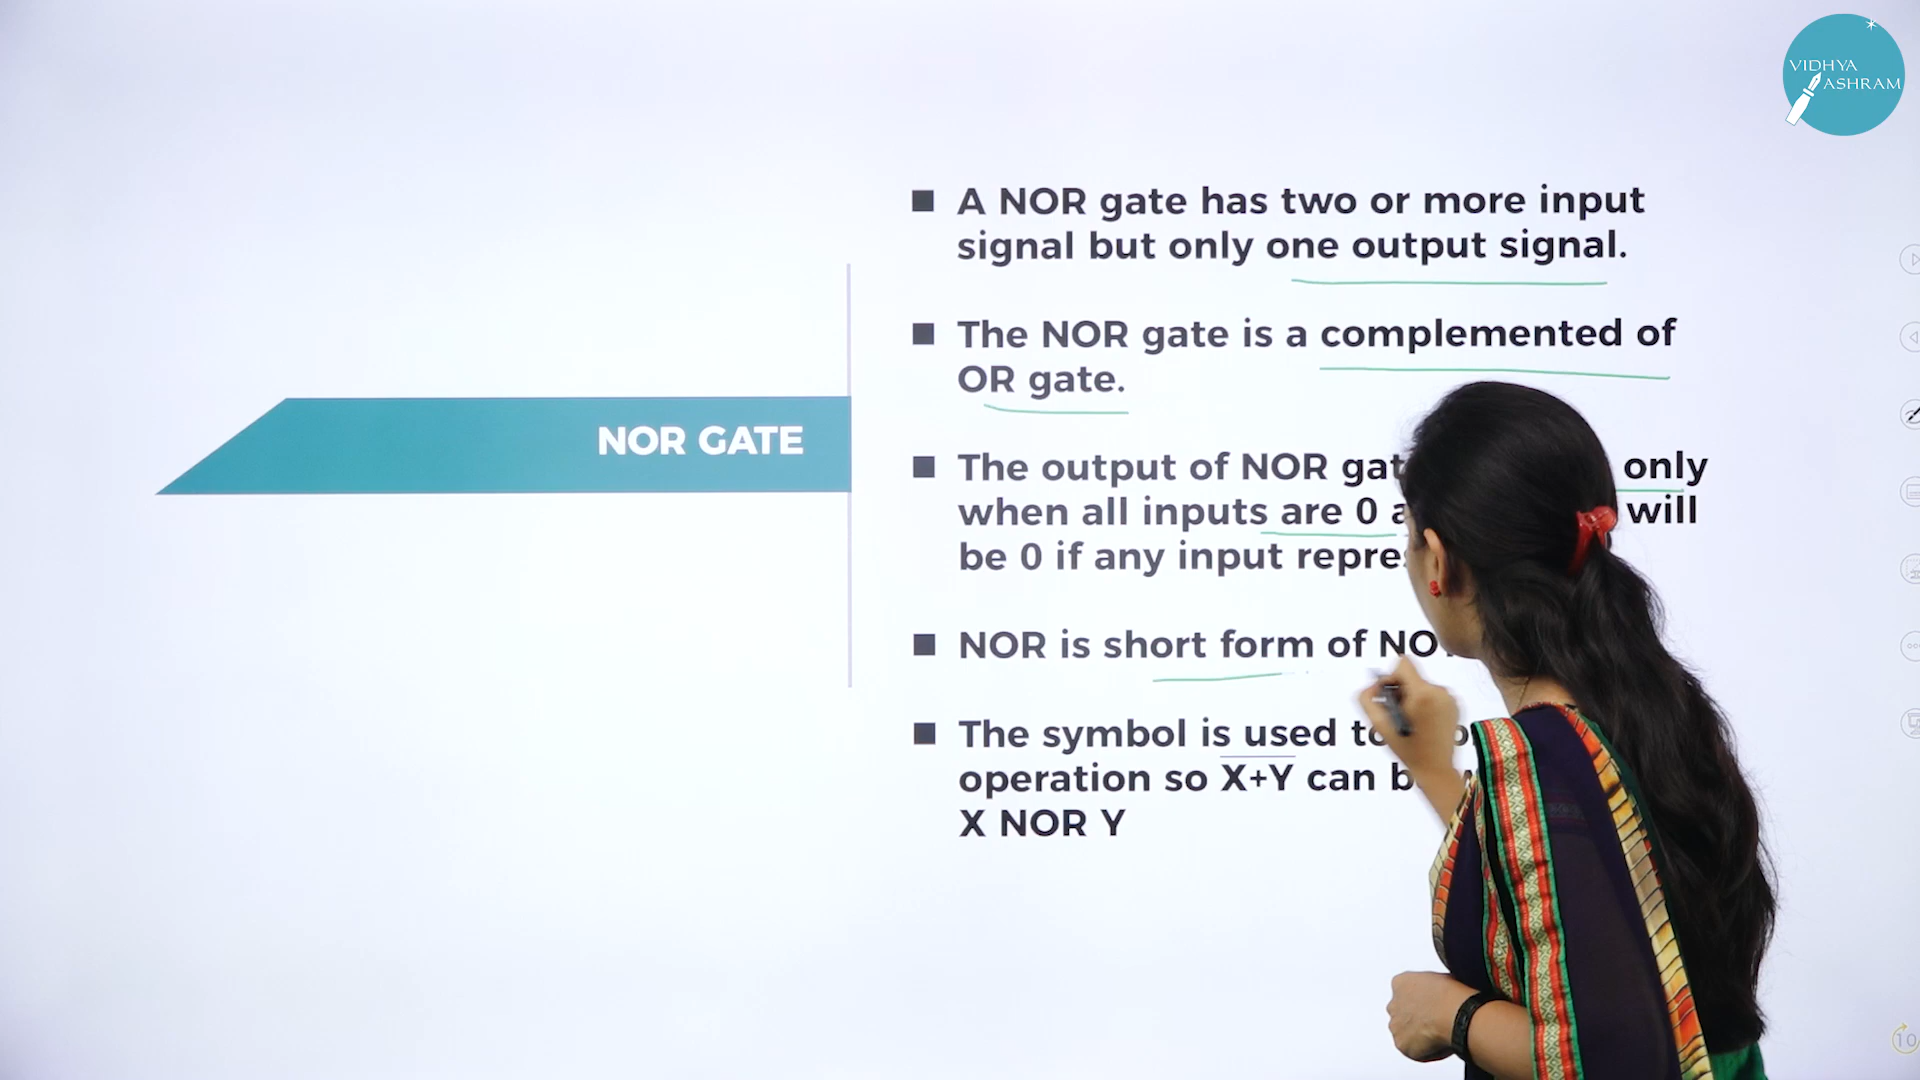 VIDHYA
ASHRAM
A NOR gate has two or more input
signal but only one output signal.
The NOR gate is a complemented of
OR gate.
NOR GATE
The output of NOR only
when all inputs are 0 will
be 0 if any input
NOR is short form of
The symbol is used
operation so X+Y can
X NOR Y
10